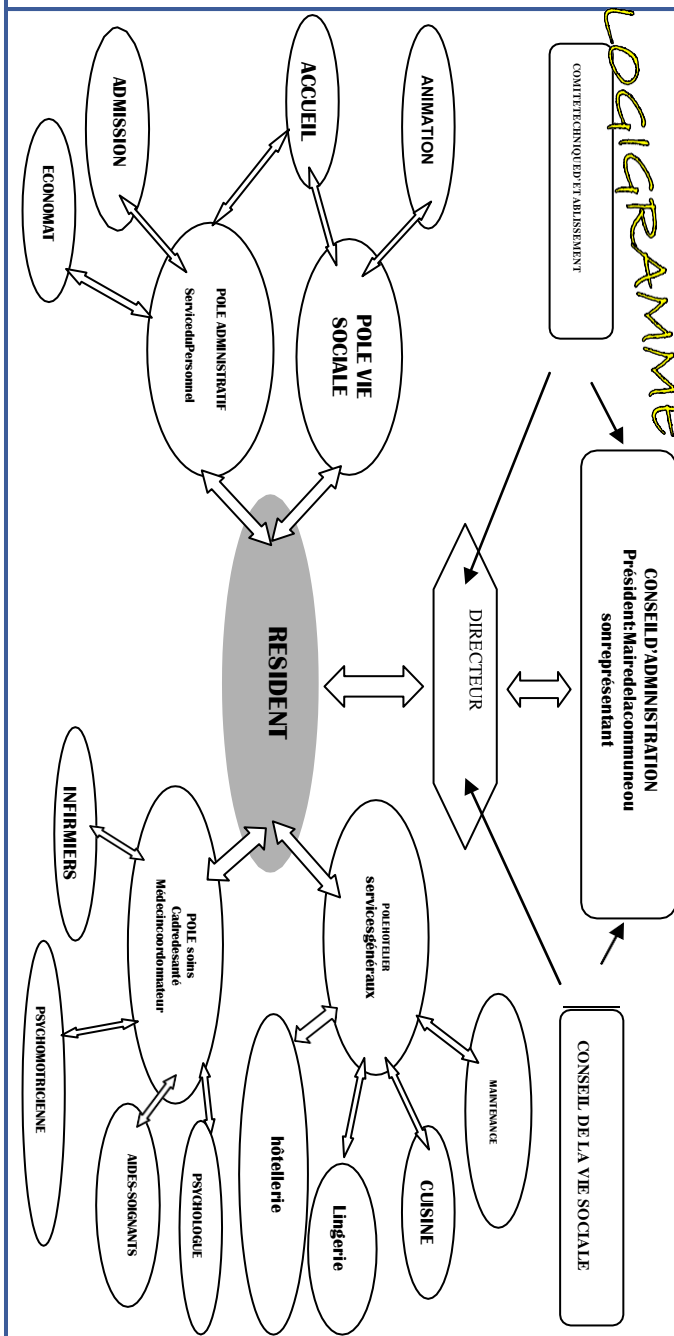 LOGIGRAMME
COMITETECHNIQUED'ETABLISSEMENT
CONSEILD'ADMINISTRATION
Président:Mairedelacommuneou
sonreprésentant
CONSEIL DE LA VIE SOCIALE
DIRECTEUR
ANIMATION
ACCUEIL
ADMISSION
ECONOMAT
POLE VIE
SOCIALE
POLE ADMINISTRATIF
ServiceduPersonnel
RESIDENT
POLEHOTELIER
servicesgénéraux
MAINTENANCE
CUISINE
Lingerie
hôtellerie
POLE soins
Cadredesanté
Médecincoordonnateur
PSYCHOLOGUE
AIDES-SOIGNANTS
PSYCHOMOTRICIENNE
INFIRMIERS